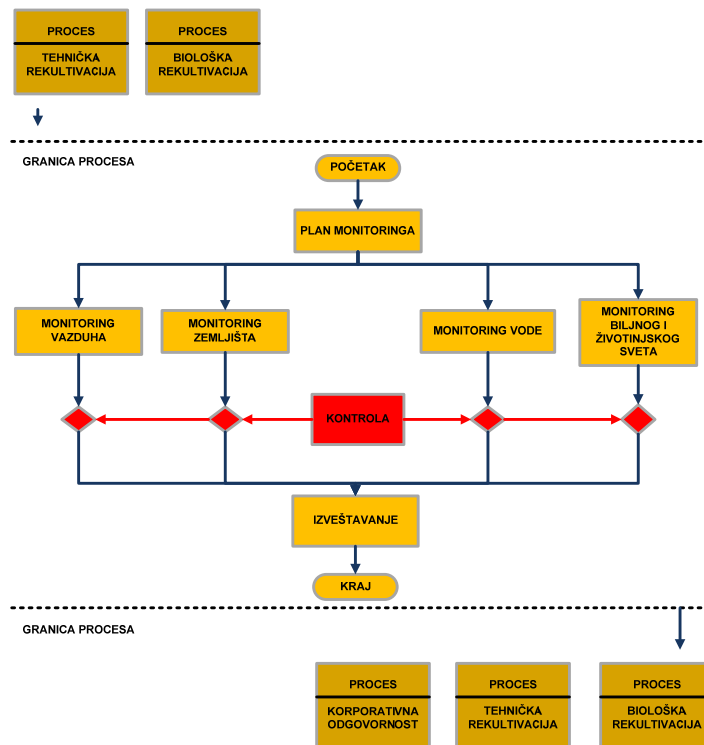 PROCES
TEHNIČKA
REKULTIVACIJA
PROCES
BIOLOŠKA
REKULTIVACIJA
GRANICA PROCESA
POČETAK
PLAN MONITORINGA
MONITORING
VAZDUHA
MONITORING
ZEMLJIŠTA
MONITORING VODE
MONITORING
BILJNOG I
ŽIVOTINJSKOG
SVETA
KONTROLA
IZVEŠTAVANJE
KRAJ
GRANICA PROCESA
PROCES
KORPORATIVNA
ODGOVORNOST
PROCES
TEHNIČKA
REKULTIVACIJA
PROCES
BIOLOŠKA
REKULTIVACIJA